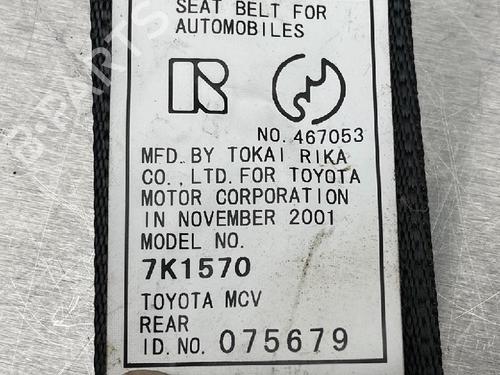 SEAT BELT FOR
AUTOMOBILES
R
NO. 467053
MFD. BY TOKAI RIKA
CO., LTD. FOR TOYOTA
MOTOR CORPORATION
IN NOVEMBER 2001
MODEL NO.
7K1570
TOYOTA MCV
REAR
ID. NO. 075679
B-PARTS